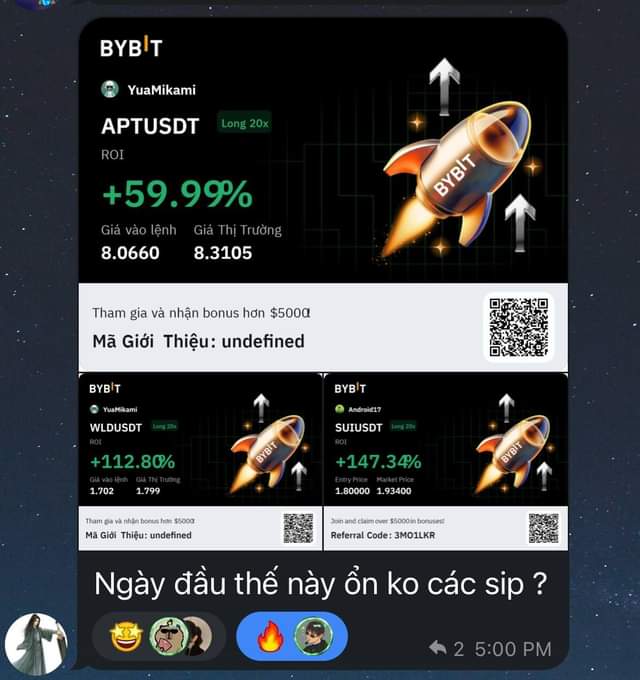 BYBIT
YuaMikami
APTUSDT Long 20x
ROI
+59.99%
Giá vào lệnh Giá Thị Trường
8.0660 8.3105
BYBIT
Tham gia và nhận bonus hơn $5000!
Mã Giới Thiệu: undefined
BYBIT
YuaMikami
WLDUSDT Long 20x
ROI
+112.80%
Giá vào lệnh Giá Thị Trường
1.702 1.799
BYBIT
Tham gia và nhận bonus hơn $5000!
Mã Giới Thiệu: undefined
BYBIT
Android17
SUIUSDT Long 20x
ROI
+147.34%
Entry Price Market Price
1.80000 1.93400
BYBIT
Join and claim over $5000 in bonuses!
Referral Code: 3MO1LKR
Ngày đầu thế này ổn ko các sip ?
2 5:00 PM